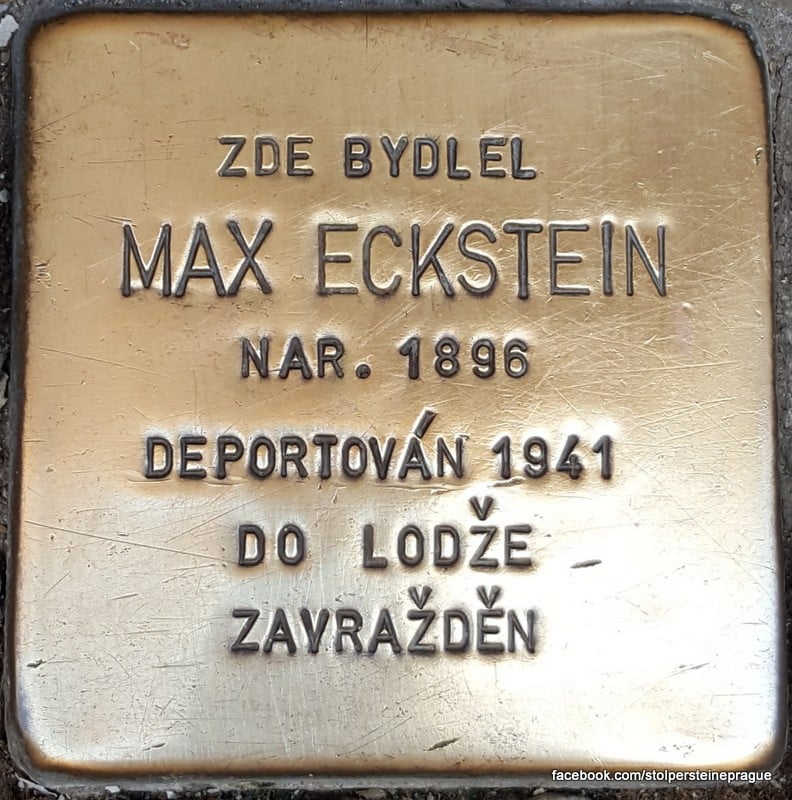 ZDE BYDLEL
MAX ECKSTEIN
NAR. 1896
DEPORTOVÁN 1941
DO LODŽE
ZAVRAŽDĚN
facebook.com/stolpersteineprague